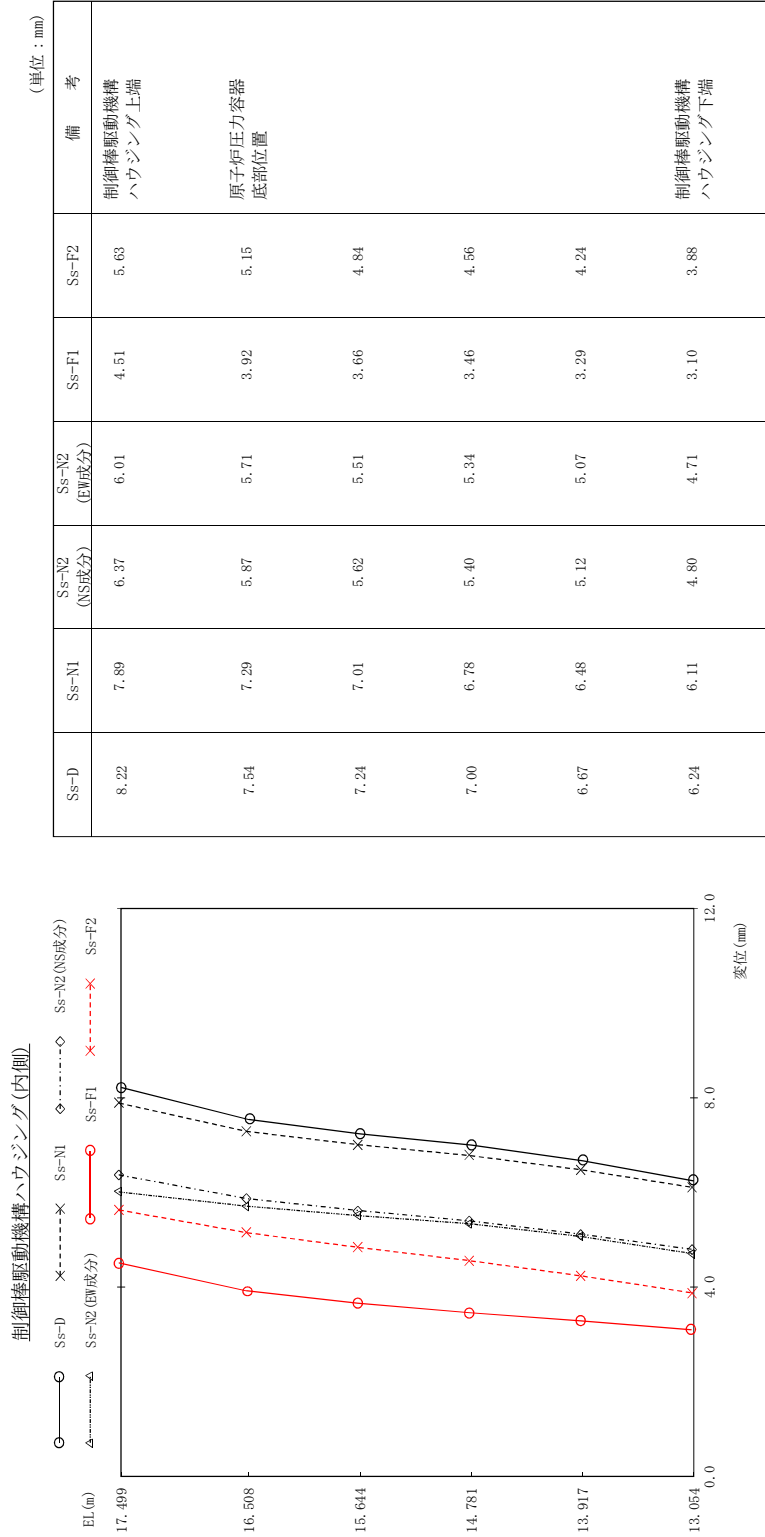 制御棒駆動機構ハウジング(内側)
Ss-D Ss-N1 Ss-N2(NS成分)
Ss-N2(EW成分) Ss-F1 Ss-F2
EL(m)
17.499
16.508
15.644
14.781
13.917
13.054
0.0 4.0 8.0 12.0
変位(mm)
(単位：mm)
Ss-D Ss-N1 Ss-N2 (NS成分) Ss-N2 (EW成分) Ss-F1 Ss-F2 備 考
8.22 7.89 6.37 6.01 4.51 5.63 制御棒駆動機構
ハウジング上端
7.54 7.29 5.87 5.71 3.92 5.15 原子炉圧力容器
底部位置
7.24 7.01 5.62 5.51 3.66 4.84
7.00 6.78 5.40 5.34 3.46 4.56
6.67 6.48 5.12 5.07 3.29 4.24
6.24 6.11 4.80 4.71 3.10 3.88 制御棒駆動機構
ハウジング下端